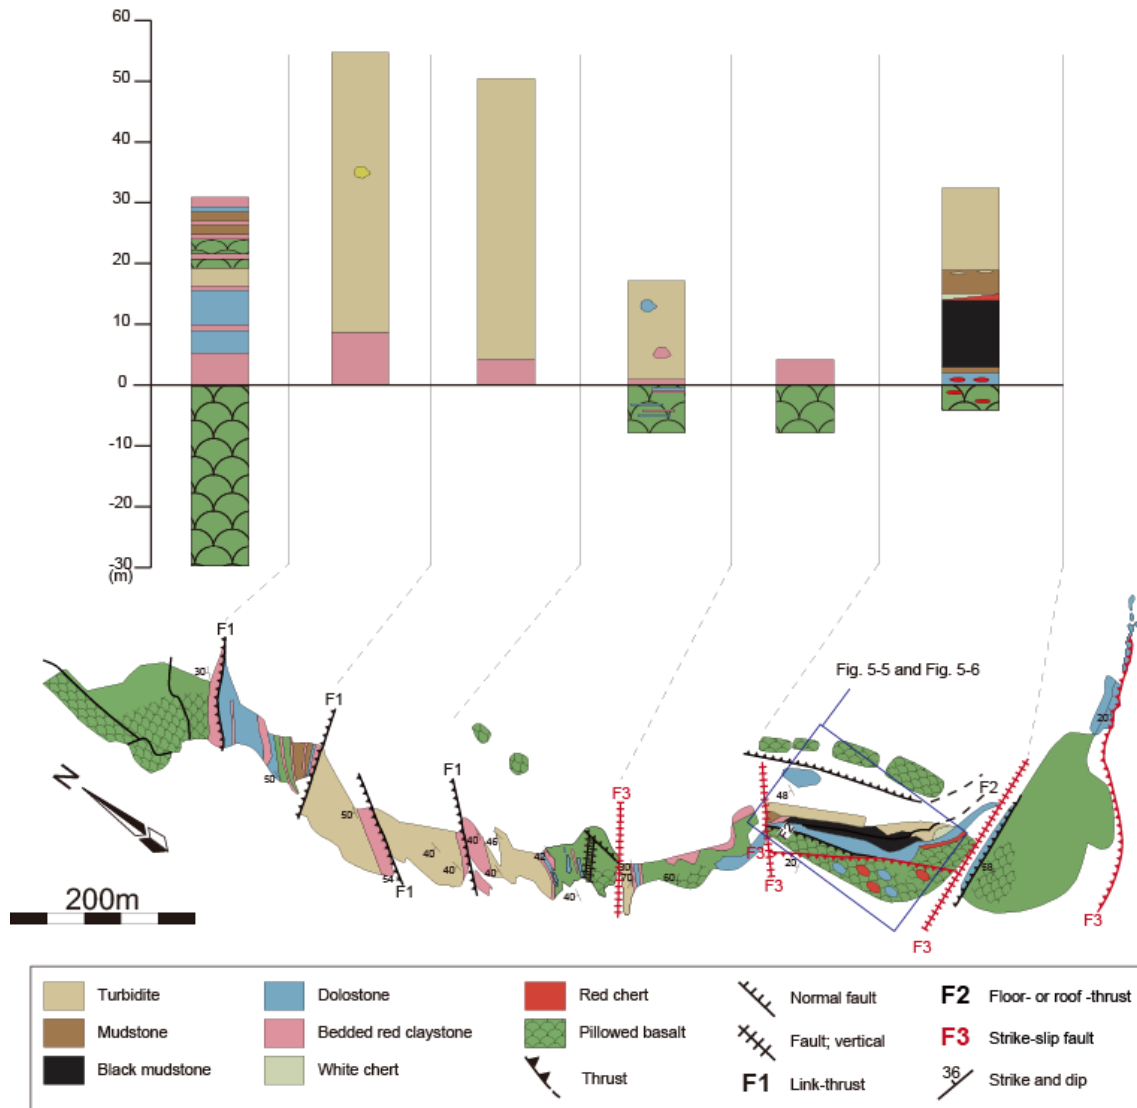 60
50
40
30
20
10
0
-10
-20
-30
(m)
F1
30
Fig. 5-5 and Fig. 5-6
20
F1
F2
N
50
F1
48
F3
50
46
40
40
42
30
F3
20
58
40
40
54
F1
70
60
F3
40
200m
F3
F3
Turbidite
Dolostone
Red chert
Normal fault
F2 Floor- or roof -thrust
Mudstone
Bedded red claystone
Pillowed basalt
Fault; vertical
F3 Strike-slip fault
Black mudstone
White chert
Thrust
F1 Link-thrust
36 Strike and dip